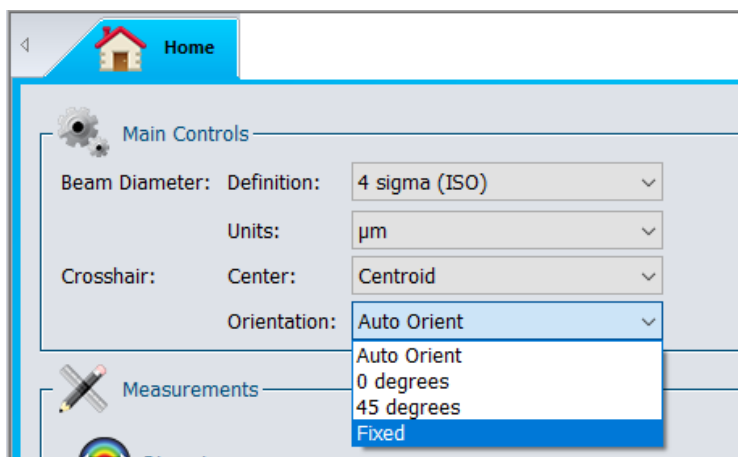 Home
Main Controls
Beam Diameter: Definition: 4 sigma (ISO)
Units: µm
Crosshair: Center: Centroid
Orientation: Auto Orient
Auto Orient
0 degrees
45 degrees
Fixed
Measurements